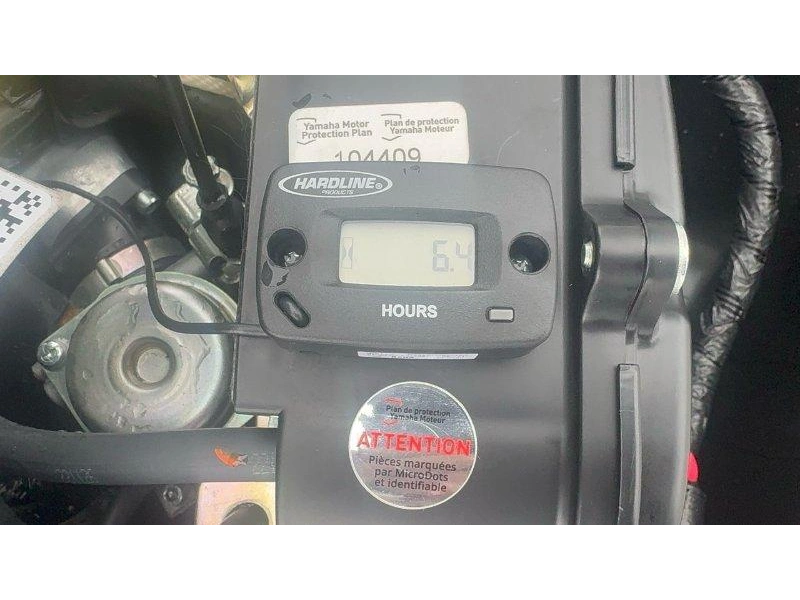 Yamaha Motor
Protection Plan
Plan de protection
Yamaha Moteur
104409
HARDLINE®
PRODUCTS
6.4
HOURS
Plan de protection
Yamaha Moteur
ATTENTION
Pièces marquées
par MicroDots
et identifiable